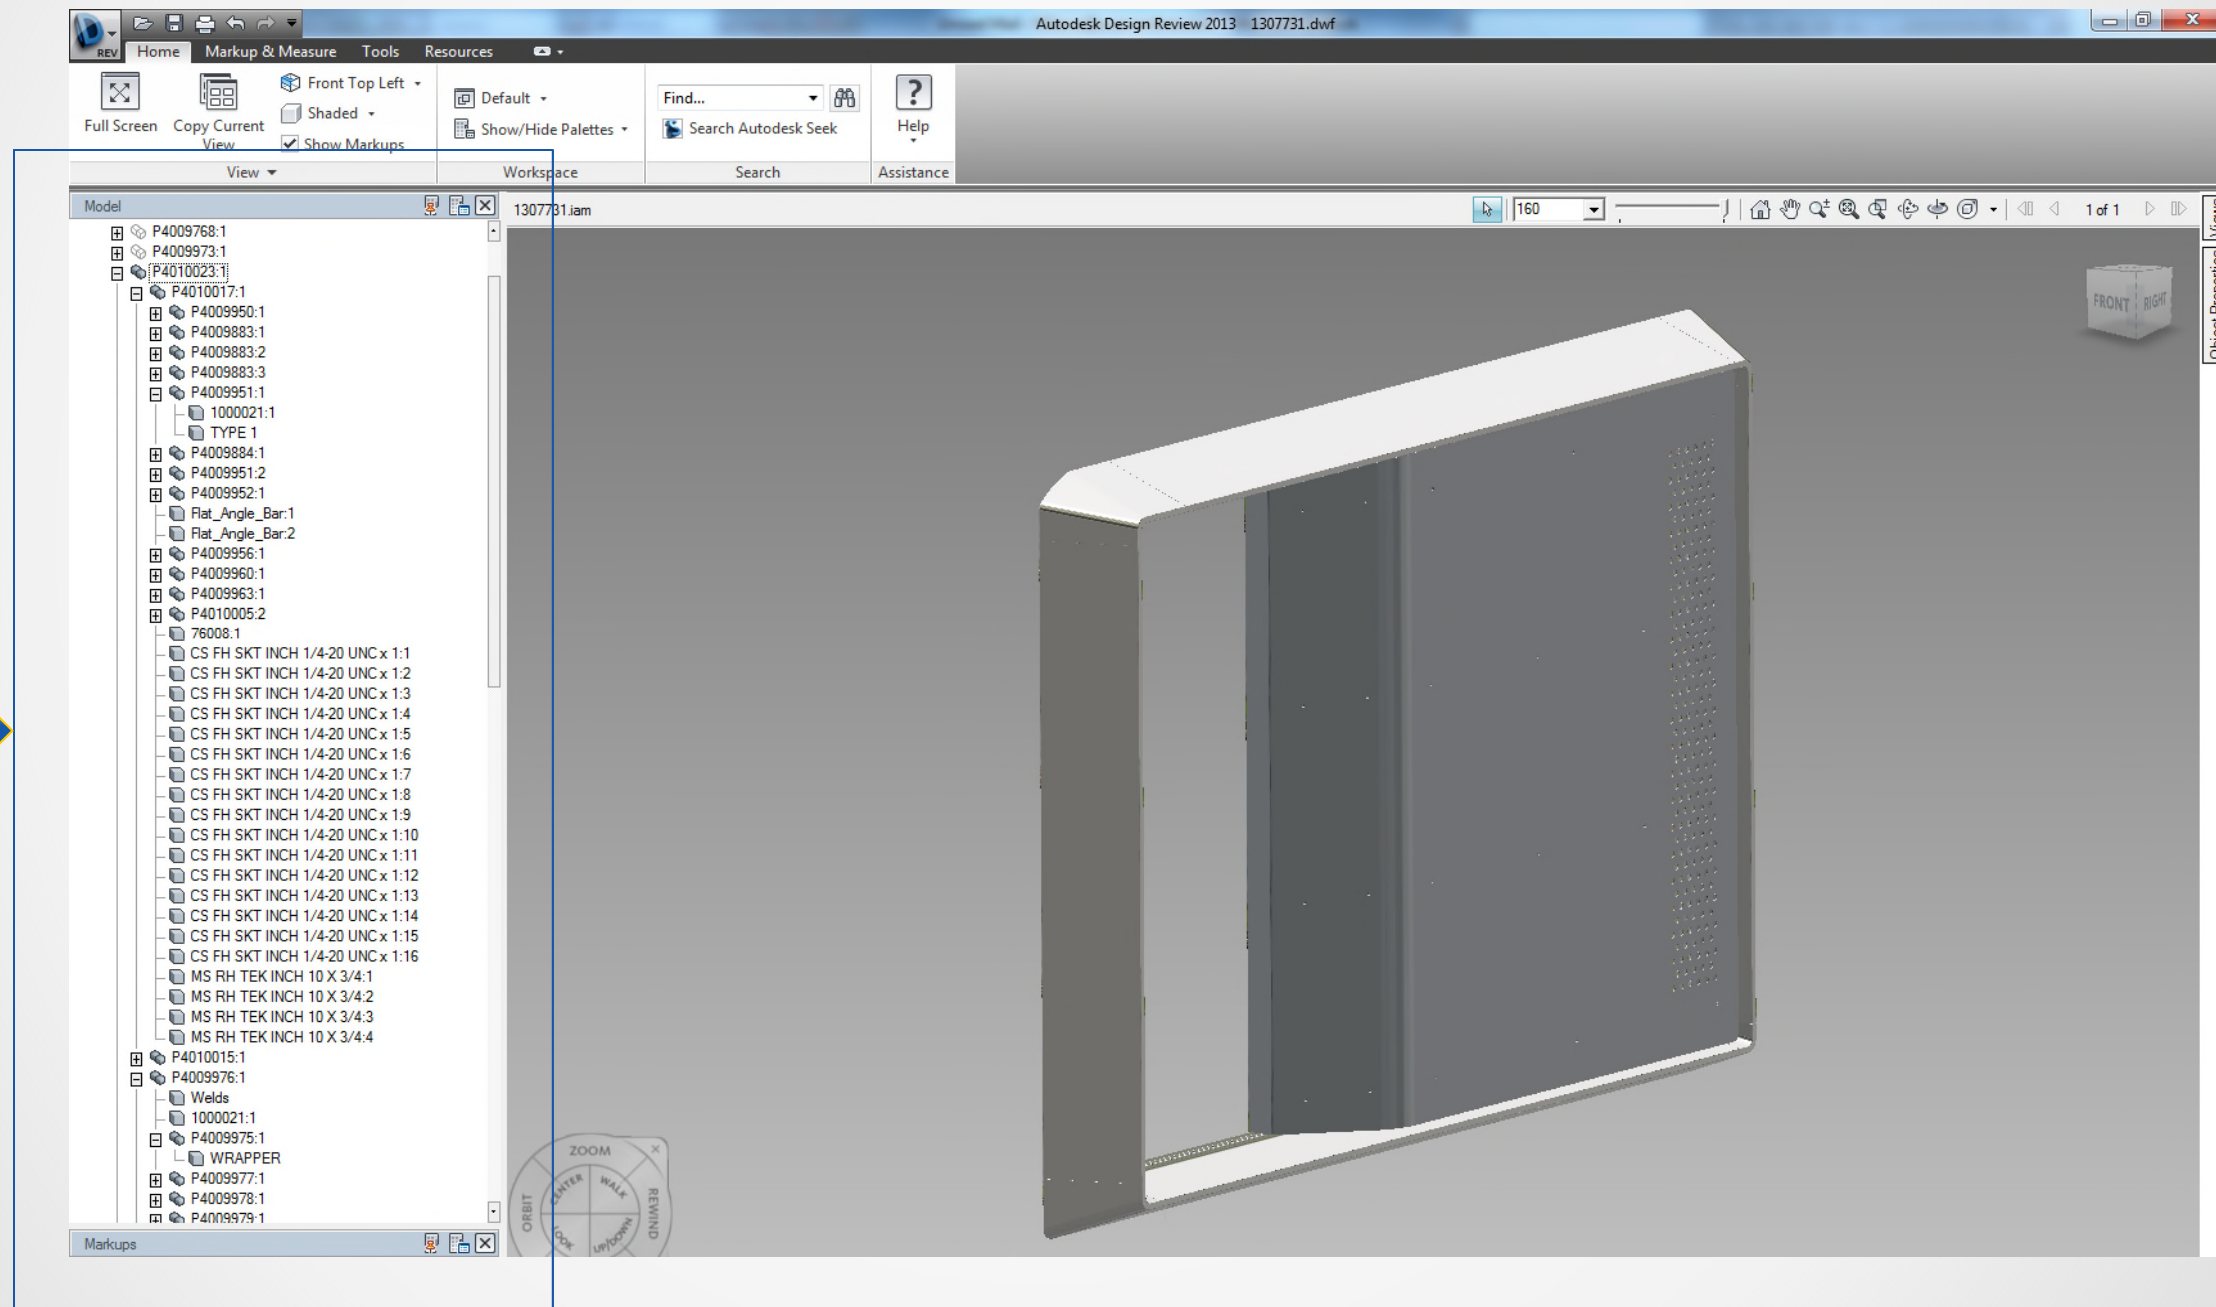 Autodesk Design Review 2013 1307731.dwf
REV
Home Markup & Measure Tools Resources
Full Screen
Copy Current View
Front Top Left
Shaded
Show Markups
Default
Show/Hide Palettes
Find...
Search Autodesk Seek
Help
View Workspace Search Assistance
Model
1307731.iam
160
1 of 1
Views
Object Properties
P4009768:1
P4009973:1
P4010023:1
P4010017:1
P4009950:1
P4009883:1
P4009883:2
P4009883:3
P4009951:1
1000021:1
TYPE 1
P4009884:1
P4009951:2
P4009952:1
Flat_Angle_Bar:1
Flat_Angle_Bar:2
P4009956:1
P4009960:1
P4009963:1
P4010005:2
76008:1
CS FH SKT INCH 1/4-20 UNC x 1:1
CS FH SKT INCH 1/4-20 UNC x 1:2
CS FH SKT INCH 1/4-20 UNC x 1:3
CS FH SKT INCH 1/4-20 UNC x 1:4
CS FH SKT INCH 1/4-20 UNC x 1:5
CS FH SKT INCH 1/4-20 UNC x 1:6
CS FH SKT INCH 1/4-20 UNC x 1:7
CS FH SKT INCH 1/4-20 UNC x 1:8
CS FH SKT INCH 1/4-20 UNC x 1:9
CS FH SKT INCH 1/4-20 UNC x 1:10
CS FH SKT INCH 1/4-20 UNC x 1:11
CS FH SKT INCH 1/4-20 UNC x 1:12
CS FH SKT INCH 1/4-20 UNC x 1:13
CS FH SKT INCH 1/4-20 UNC x 1:14
CS FH SKT INCH 1/4-20 UNC x 1:15
CS FH SKT INCH 1/4-20 UNC x 1:16
MS RH TEK INCH 10 X 3/4:1
MS RH TEK INCH 10 X 3/4:2
MS RH TEK INCH 10 X 3/4:3
MS RH TEK INCH 10 X 3/4:4
P4010015:1
P4009976:1
Welds
1000021:1
P4009975:1
WRAPPER
P4009977:1
P4009978:1
P4009979:1
Markups
FRONT RIGHT
ZOOM
CENTER WALK
ORBIT
REWIND
LOOK UP/DOWN